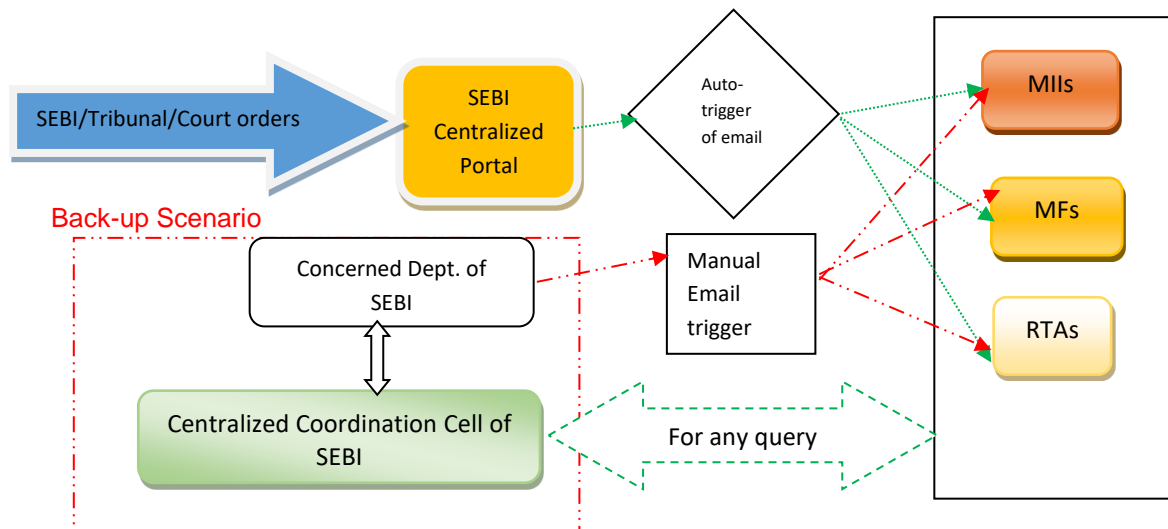 SEBI/Tribunal/Court orders
SEBI
Centralized
Portal
Auto-
trigger
of email
MIIs
MFs
RTAs
Back-up Scenario
Concerned Dept. of
SEBI
Manual
Email
trigger
Centralized Coordination Cell of
SEBI
For any query